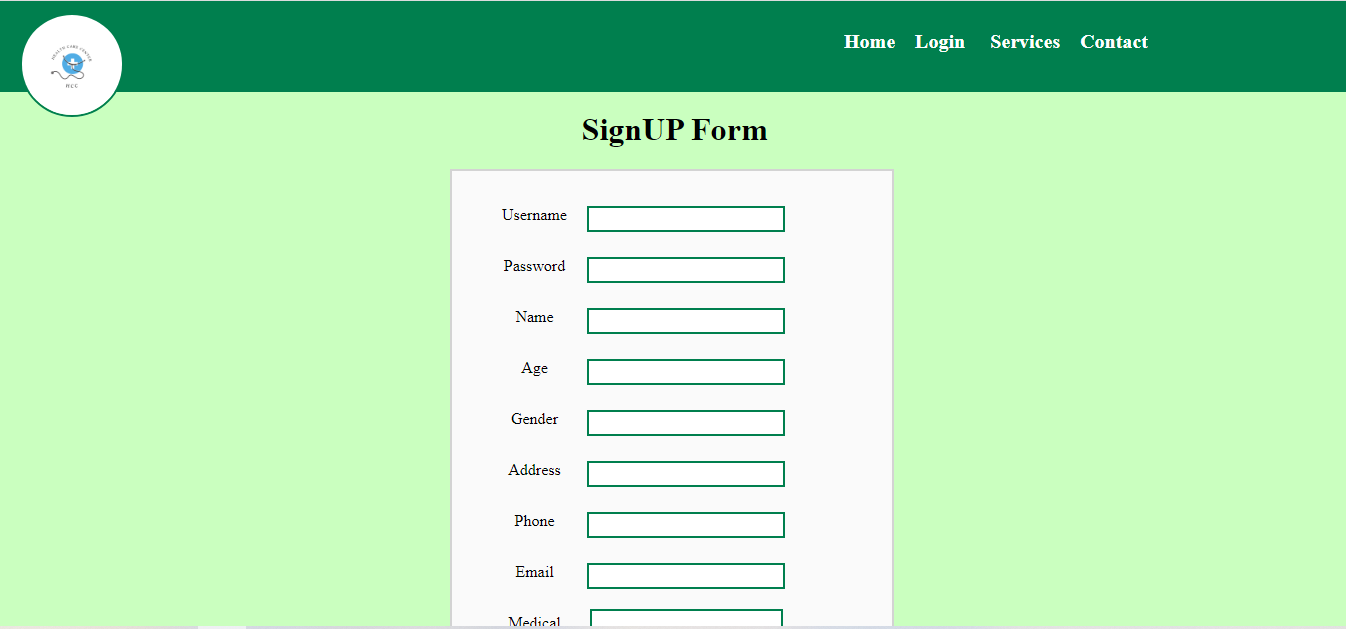 HEALTH CARE CENTER
HCC
Home Login Services Contact
SignUP Form
Username
Password
Name
Age
Gender
Address
Phone
Email
Medical